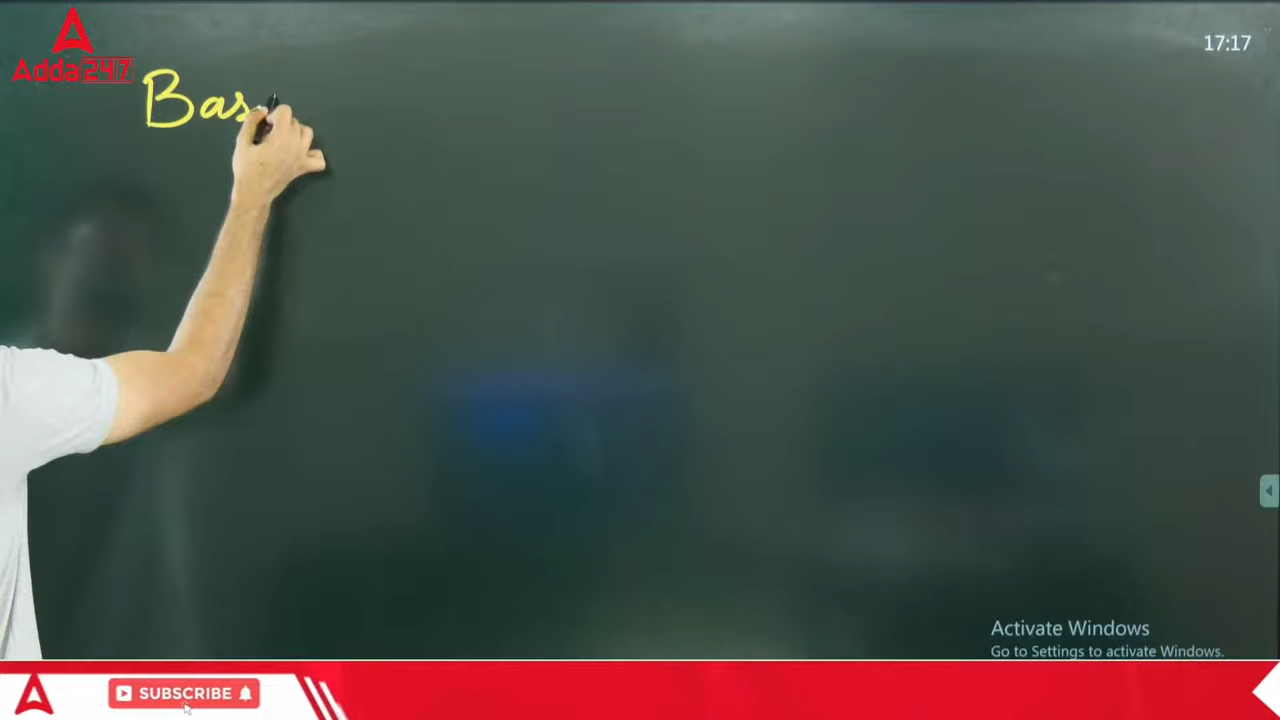 Adda247
17:17
Bas
Activate Windows
Go to Settings to activate Windows.
SUBSCRIBE